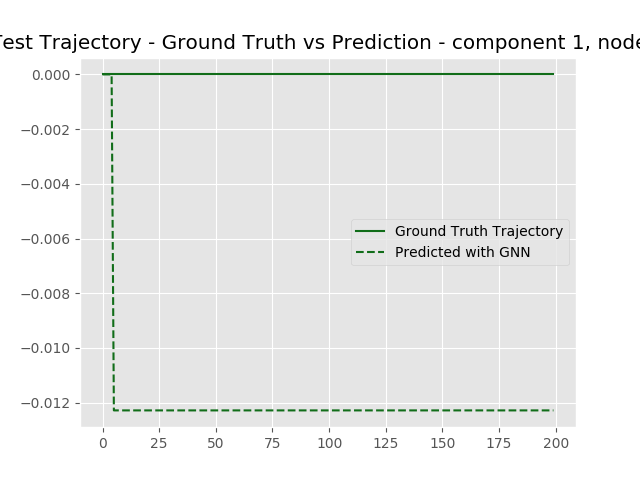 Test Trajectory - Ground Truth vs Prediction - component 1, node
0.000
−0.002
−0.004
−0.006
−0.008
−0.010
−0.012
Ground Truth Trajectory
Predicted with GNN
0 25 50 75 100 125 150 175 200